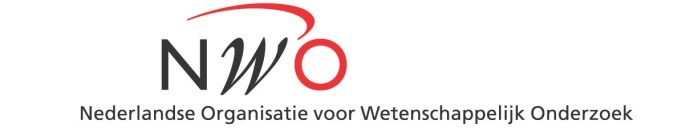 NWO
Nederlandse Organisatie voor Wetenschappelijk Onderzoek